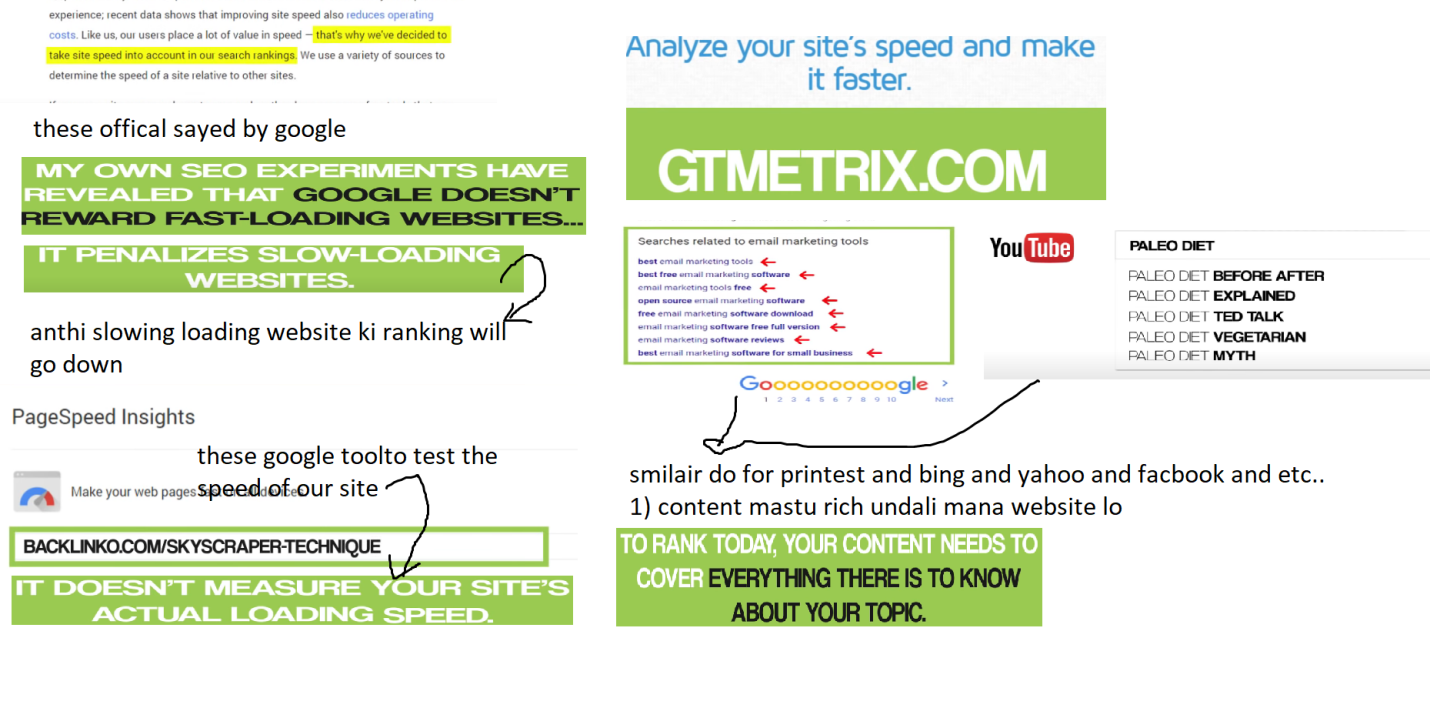 experience; recent data shows that improving site speed also reduces operating
costs. Like us, our users place a lot of value in speed — that's why we've decided to
take site speed into account in our search rankings. We use a variety of sources to
determine the speed of a site relative to other sites.
these offical sayed by google
MY OWN SEO EXPERIMENTS HAVE
REVEALED THAT GOOGLE DOESN'T
REWARD FAST-LOADING WEBSITES...
IT PENALIZES SLOW-LOADING
WEBSITES.
anthi slowing loading website ki ranking will
go down
PageSpeed Insights
these google toolto test the
speed of our site
Make your web pages
BACKLINKO.COM/SKYSCRAPER-TECHNIQUE
IT DOESN'T MEASURE YOUR SITE'S
ACTUAL LOADING SPEED.
Analyze your site's speed and make
it faster.
GTMETRIX.COM
Searches related to email marketing tools
best email marketing tools
best free email marketing software
email marketing tools free
open source email marketing software
free email marketing software download
email marketing software free full version
email marketing software reviews
best email marketing software for small business
Goooooooooogle >
1 2 3 4 5 6 7 8 9 10 Next
YouTube
PALEO DIET
PALEO DIET BEFORE AFTER
PALEO DIET EXPLAINED
PALEO DIET TED TALK
PALEO DIET VEGETARIAN
PALEO DIET MYTH
smilair do for printest and bing and yahoo and facbook and etc..
1) content mastu rich undali mana website lo
TO RANK TODAY, YOUR CONTENT NEEDS TO
COVER EVERYTHING THERE IS TO KNOW
ABOUT YOUR TOPIC.